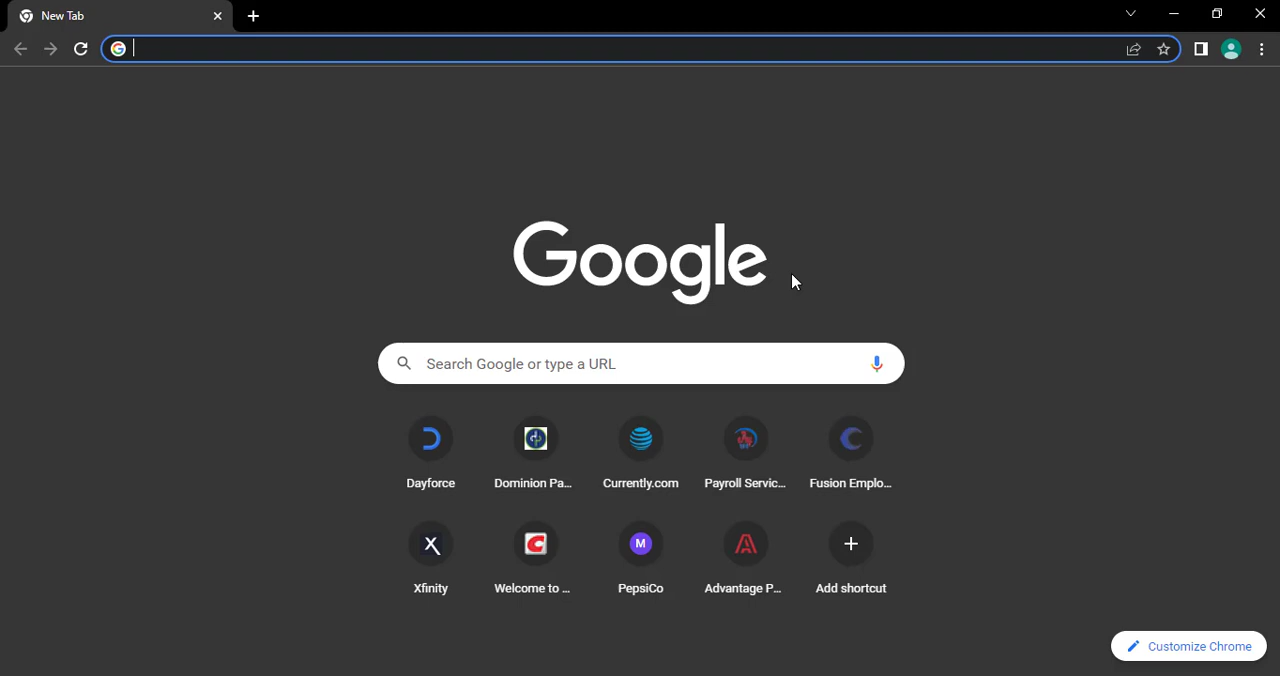 New Tab
Google
Search Google or type a URL
Dayforce
Dominion Pa...
Currently.com
Payroll Servic...
Fusion Emplo...
X
C
M
Xfinity
Welcome to ...
PepsiCo
Advantage P...
Add shortcut
Customize Chrome